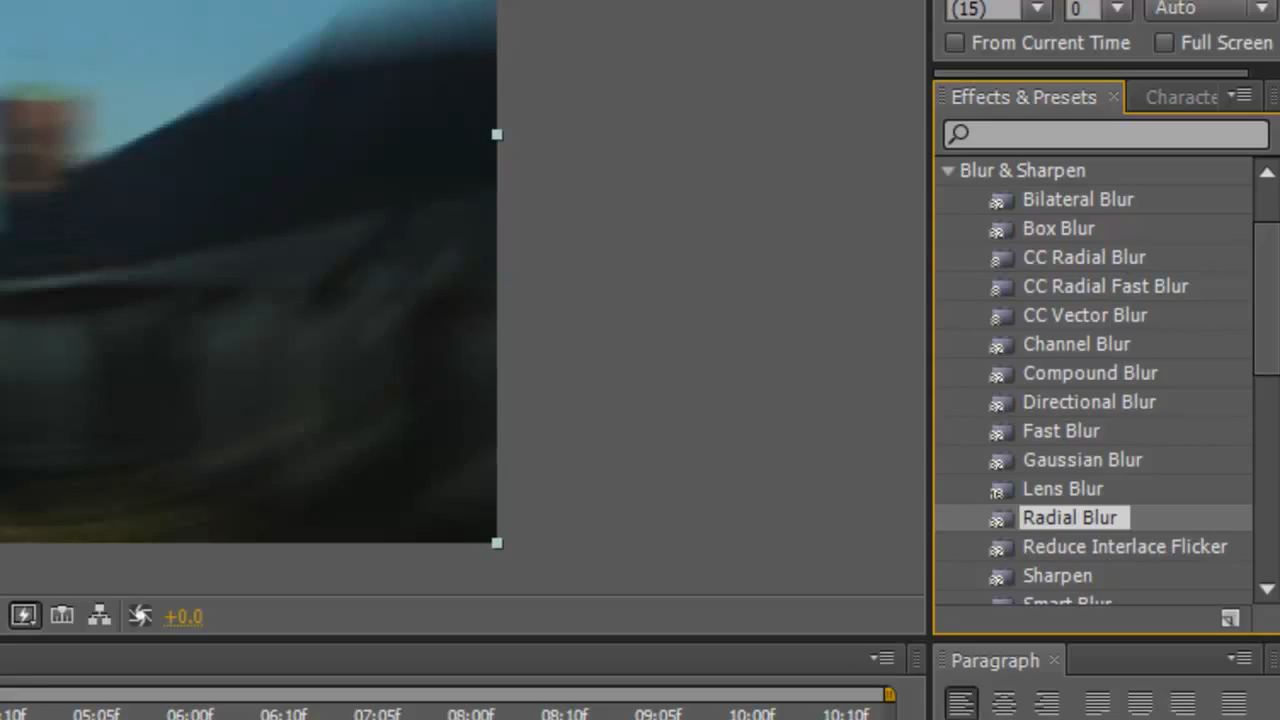 (15) 0 Auto
From Current Time Full Screen
Effects & Presets Characte
Blur & Sharpen
Bilateral Blur
Box Blur
CC Radial Blur
CC Radial Fast Blur
CC Vector Blur
Channel Blur
Compound Blur
Directional Blur
Fast Blur
Gaussian Blur
Lens Blur
Radial Blur
Reduce Interlace Flicker
Sharpen
Smart Blur
+0.0
Paragraph
:10f 05:05f 06:00f 06:10f 07:05f 08:00f 08:10f 09:05f 10:00f 10:10f